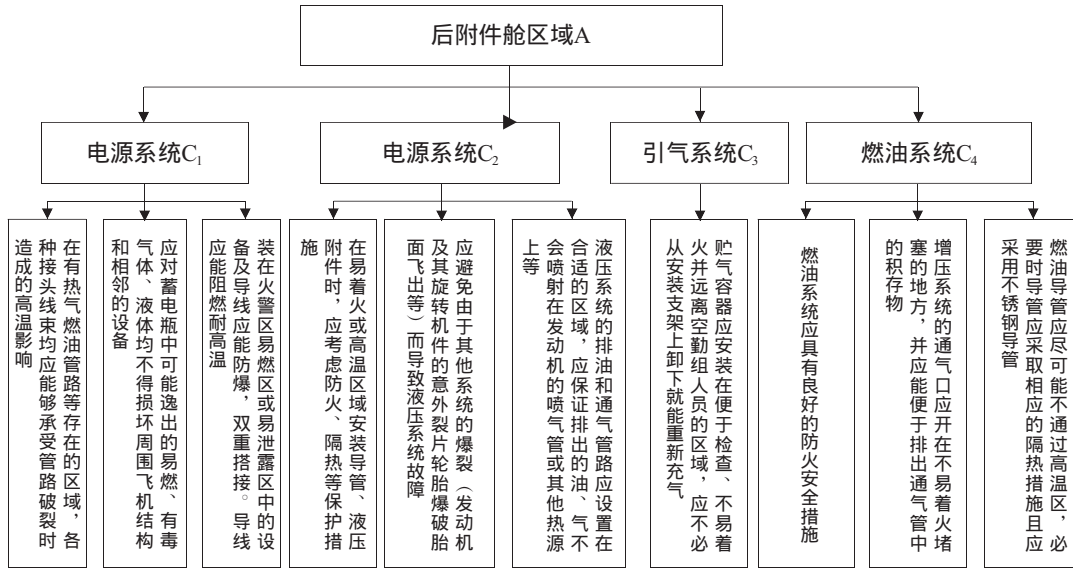 后附件舱区域A
电源系统C₁
电源系统C₂
引气系统C₃
燃油系统C₄
在有热气燃油管路等存在的区域，各
种接头线束均应能够承受管路破裂时
造成的高温影响
应对蓄电瓶中可能逸出的易燃、有毒
气体、液体均不得损坏周围飞机结构
和相邻的设备
装在火警区易燃区或易泄露区中的设
备及导线应能防爆，双重搭接。导线
应能阻燃耐高温
在易着火或高温区域安装导管、液压
附件时，应考虑防火、隔热等保护措
施
应避免由于其他系统的爆裂（发动机
及其旋转机件的意外裂片轮胎爆破胎
面飞出等）而导致液压系统故障
液压系统的排油和通气管路应设置在
合适的区域，应保证排出的油、气不
会喷射在发动机的喷气管或其他热源
上等
贮气容器应安装在便于检查、不易着
火并远离空勤组人员的区域，应不必
从安装支架上卸下就能重新充气
燃油系统应具有良好的防火安全措施
增压系统的通气口应开在不易着火堵
塞的地方，并应能便于排出通气管中
的积存物
燃油导管应尽可能不通过高温区，必
要时导管应采取相应的隔热措施且应
采用不锈钢导管